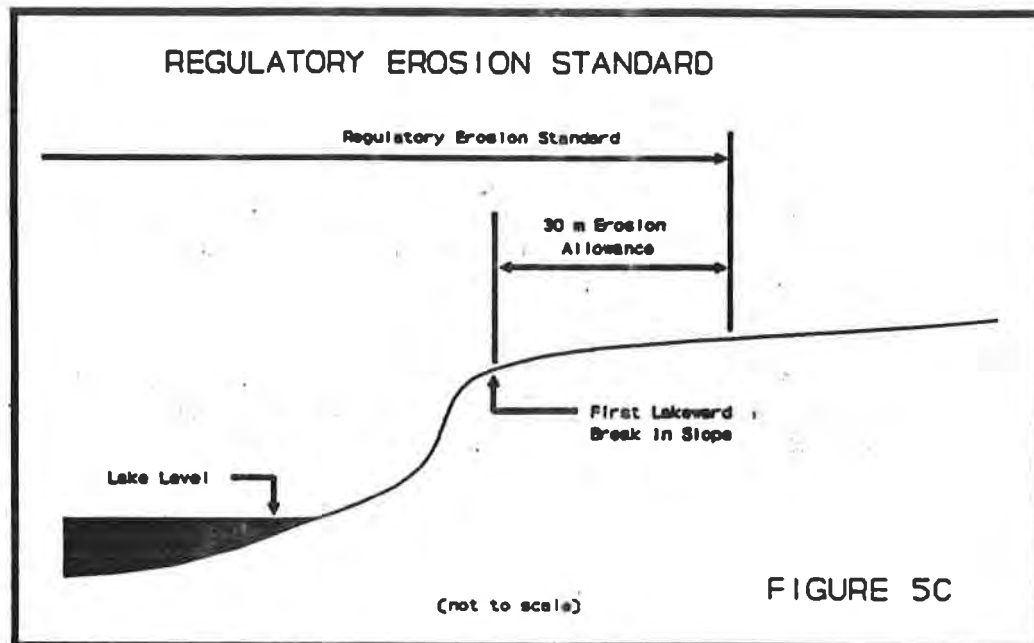 REGULATORY EROSION STANDARD
Regulatory Erosion Standard
30 m Erosion
Allowance
First Lakeward
Break in Slope
Lake Level
(not to scale)
FIGURE 5C